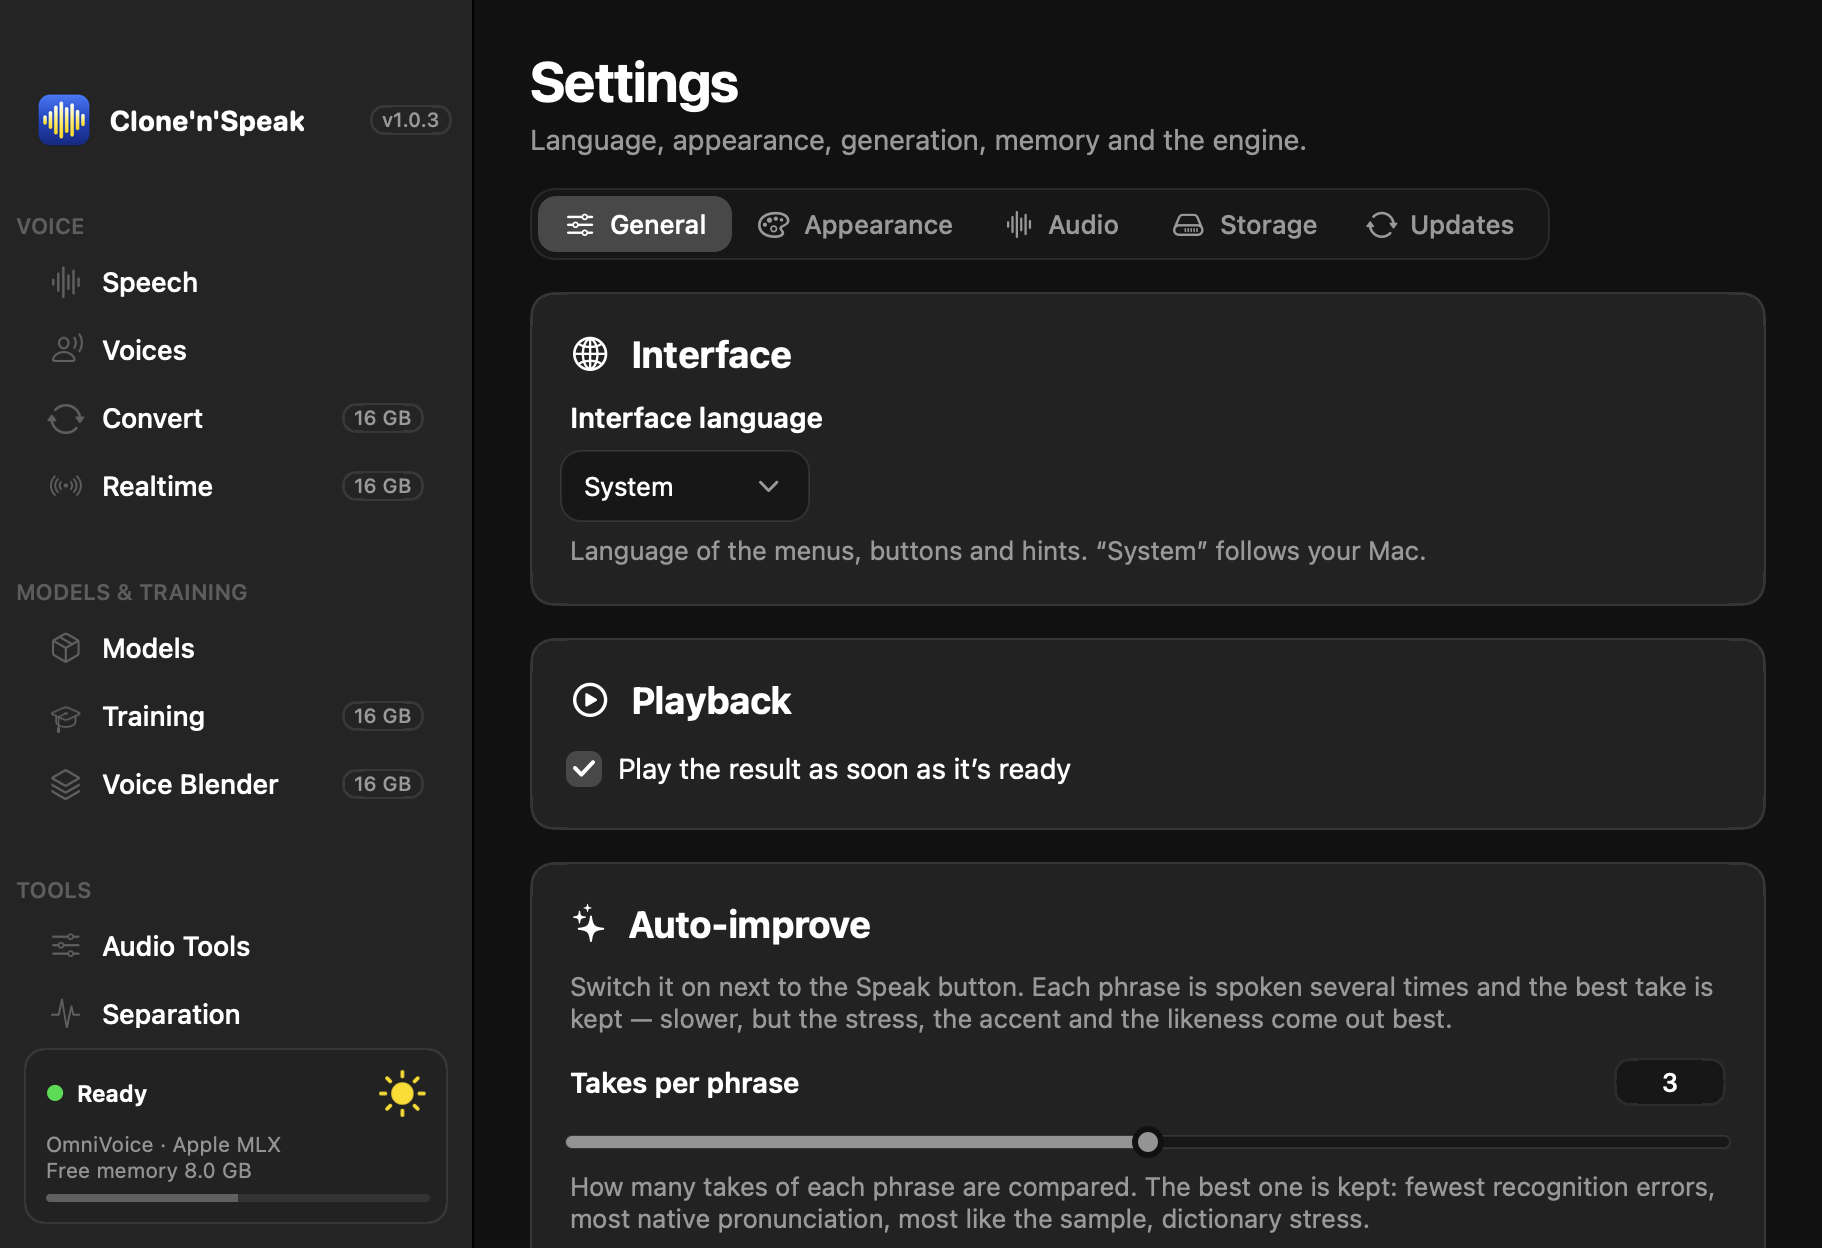 Clone'n'Speak
v1.0.3
VOICE
Speech
Voices
Convert
16 GB
Realtime
16 GB
MODELS & TRAINING
Models
Training
16 GB
Voice Blender
16 GB
TOOLS
Audio Tools
Separation
Ready
OmniVoice · Apple MLX
Free memory 8.0 GB
Settings
Language, appearance, generation, memory and the engine.
General
Appearance
Audio
Storage
Updates
Interface
Interface language
System
Language of the menus, buttons and hints. “System” follows your Mac.
Playback
Play the result as soon as it’s ready
Auto-improve
Switch it on next to the Speak button. Each phrase is spoken several times and the best take is
kept — slower, but the stress, the accent and the likeness come out best.
Takes per phrase
3
How many takes of each phrase are compared. The best one is kept: fewest recognition errors,
most native pronunciation, most like the sample, dictionary stress.